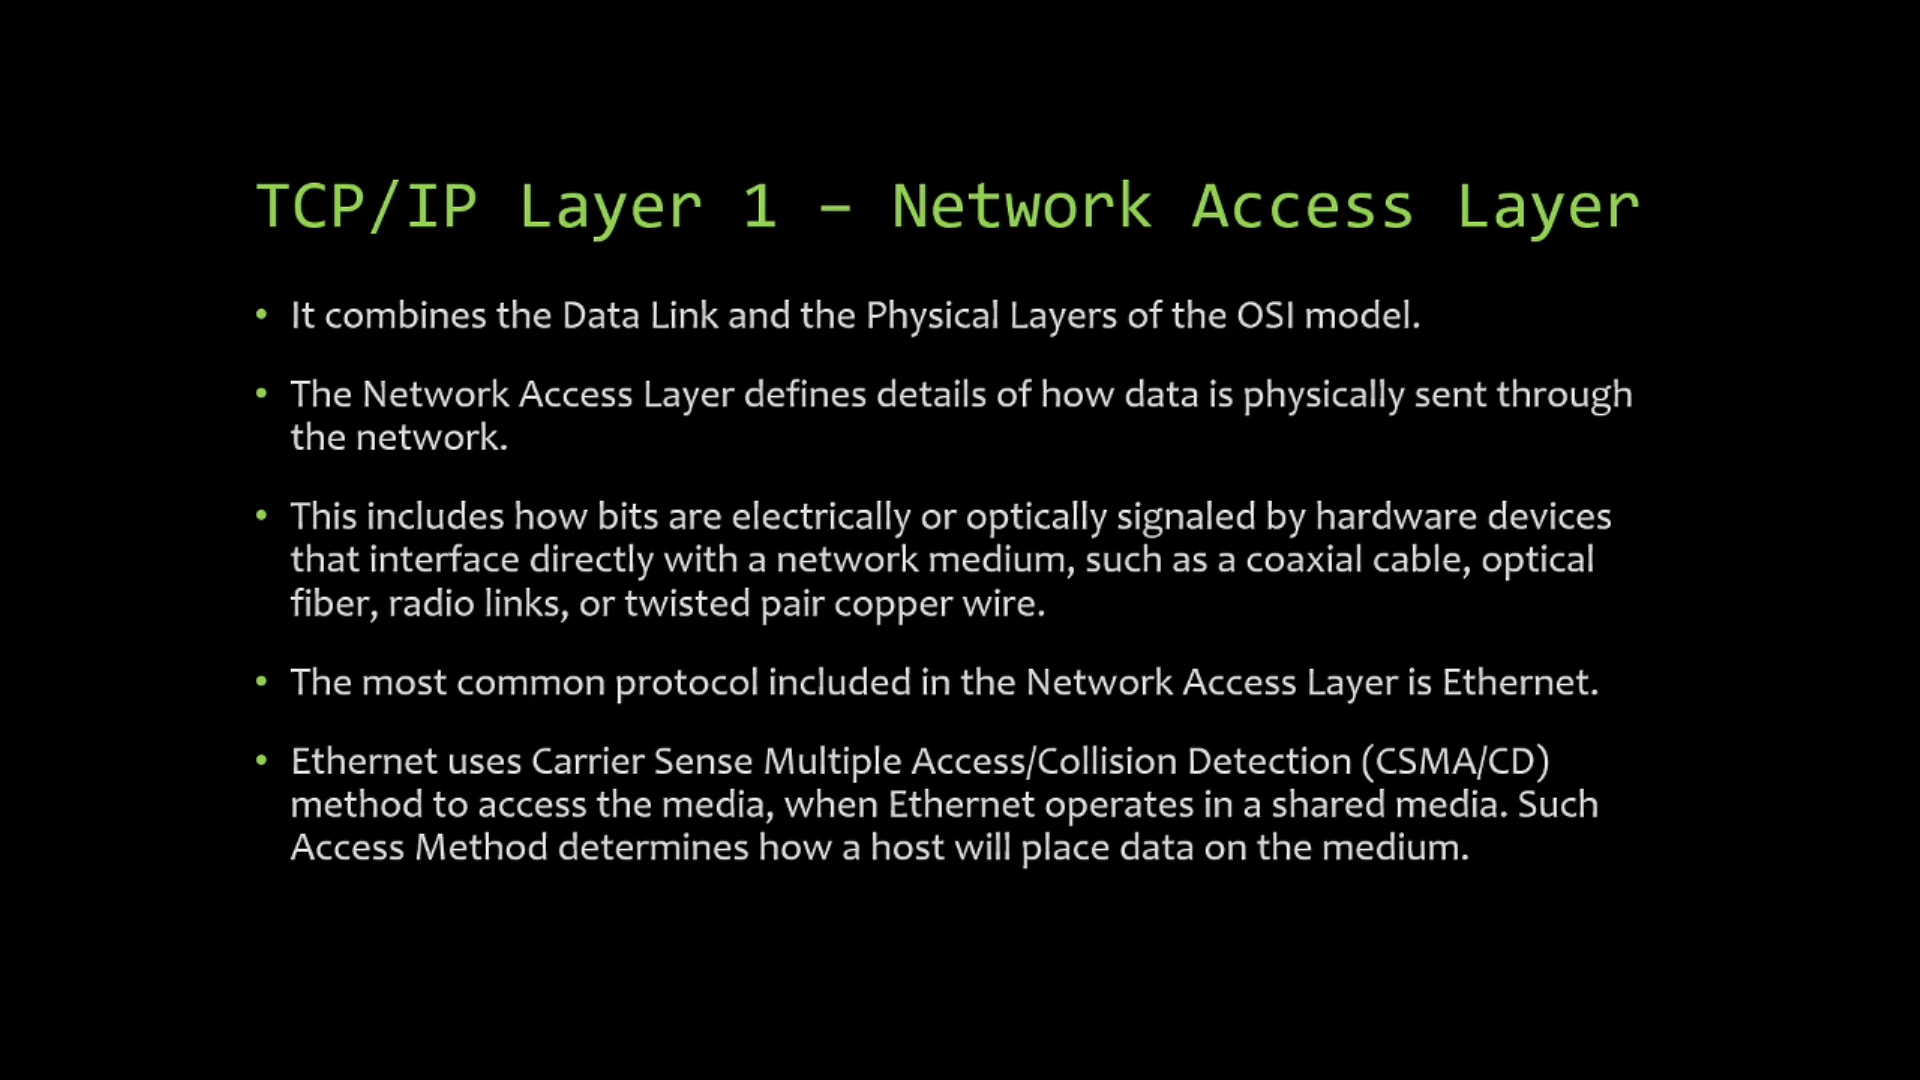 TCP/IP Layer 1 – Network Access Layer
• It combines the Data Link and the Physical Layers of the OSI model.
• The Network Access Layer defines details of how data is physically sent through
the network.
• This includes how bits are electrically or optically signaled by hardware devices
that interface directly with a network medium, such as a coaxial cable, optical
fiber, radio links, or twisted pair copper wire.
• The most common protocol included in the Network Access Layer is Ethernet.
• Ethernet uses Carrier Sense Multiple Access/Collision Detection (CSMA/CD)
method to access the media, when Ethernet operates in a shared media. Such
Access Method determines how a host will place data on the medium.